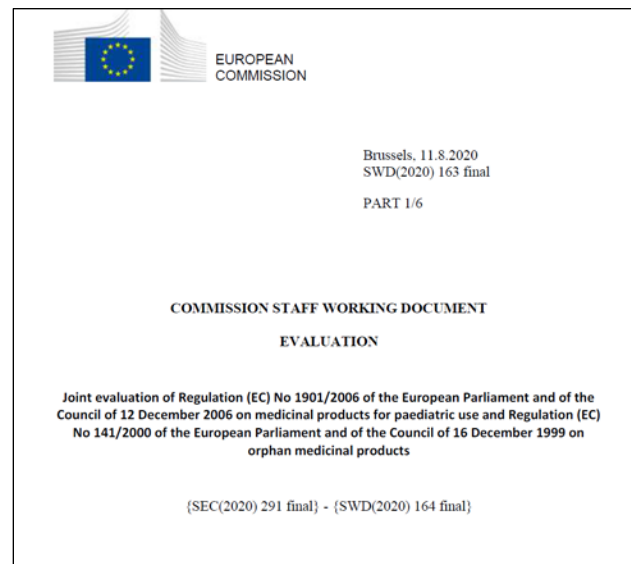 EUROPEAN
COMMISSION
Brussels, 11.8.2020
SWD(2020) 163 final
PART 1/6
COMMISSION STAFF WORKING DOCUMENT
EVALUATION
Joint evaluation of Regulation (EC) No 1901/2006 of the European Parliament and of the
Council of 12 December 2006 on medicinal products for paediatric use and Regulation (EC)
No 141/2000 of the European Parliament and of the Council of 16 December 1999 on
orphan medicinal products
{SEC(2020) 291 final} - {SWD(2020) 164 final}